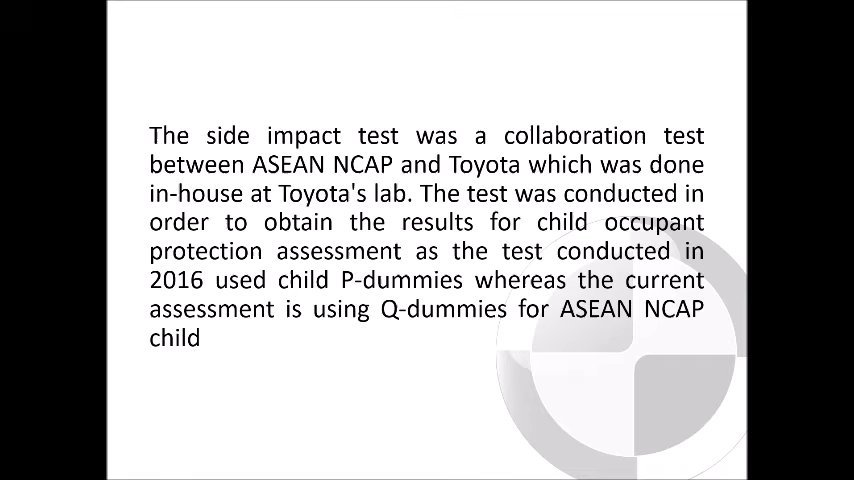 The side impact test was a collaboration test
between ASEAN NCAP and Toyota which was done
in-house at Toyota's lab. The test was conducted in
order to obtain the results for child occupant
protection assessment as the test conducted in
2016 used child P-dummies whereas the current
assessment is using Q-dummies for ASEAN NCAP
child